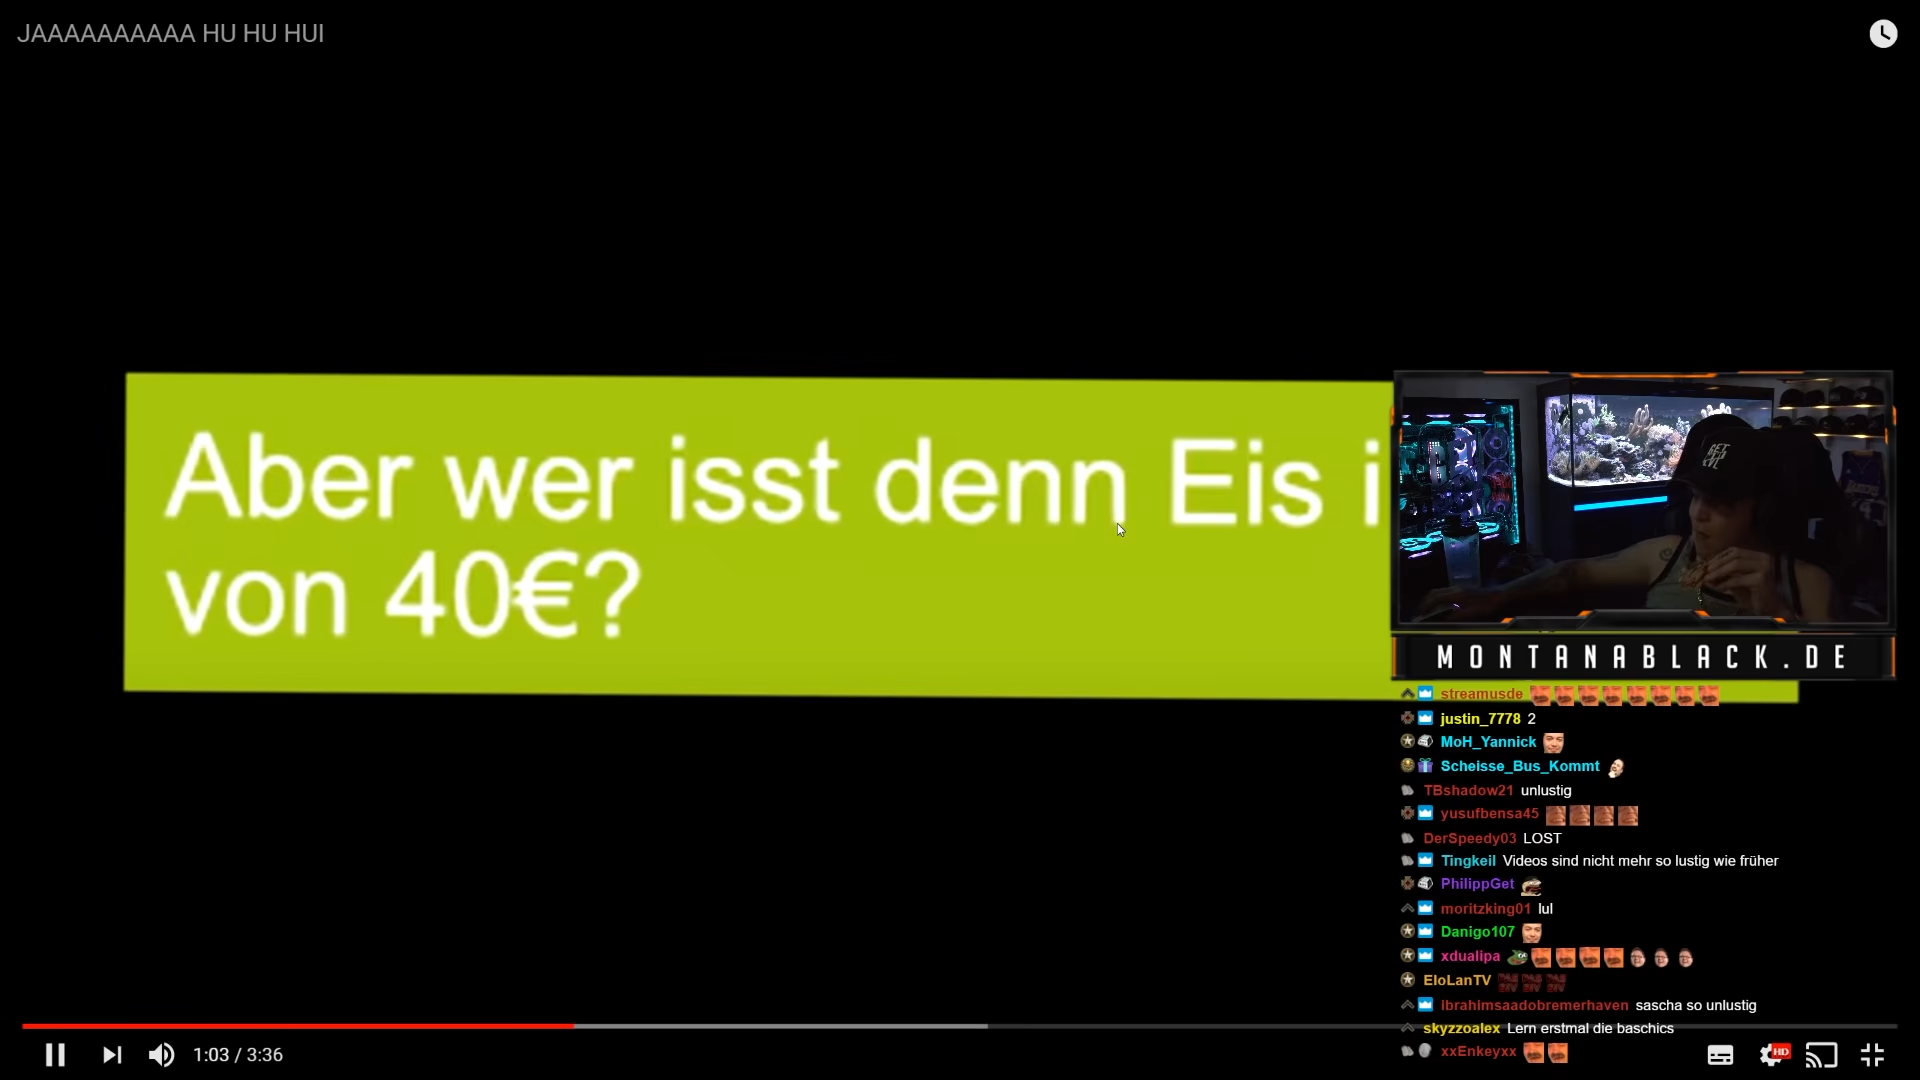 JAAAAAAAAAA HU HU HUI
Aber wer isst denn Eis i
von 40€?
MONTANABLACK.DE
streamusde
justin_7778 2
MoH_Yannick
Scheisse_Bus_Kommt
TBshadow21 unlustig
yusufbensa45
DerSpeedy03 LOST
Tingkeil Videos sind nicht mehr so lustig wie früher
PhilippGet
moritzking01 lul
Danigo107
xdualipa
EloLanTV
Ibrahimsaadobremerhaven sascha so unlustig
skyzzoalex Lern erstmal die baschics
xxEnkeyxx
1:03 / 3:36
HD